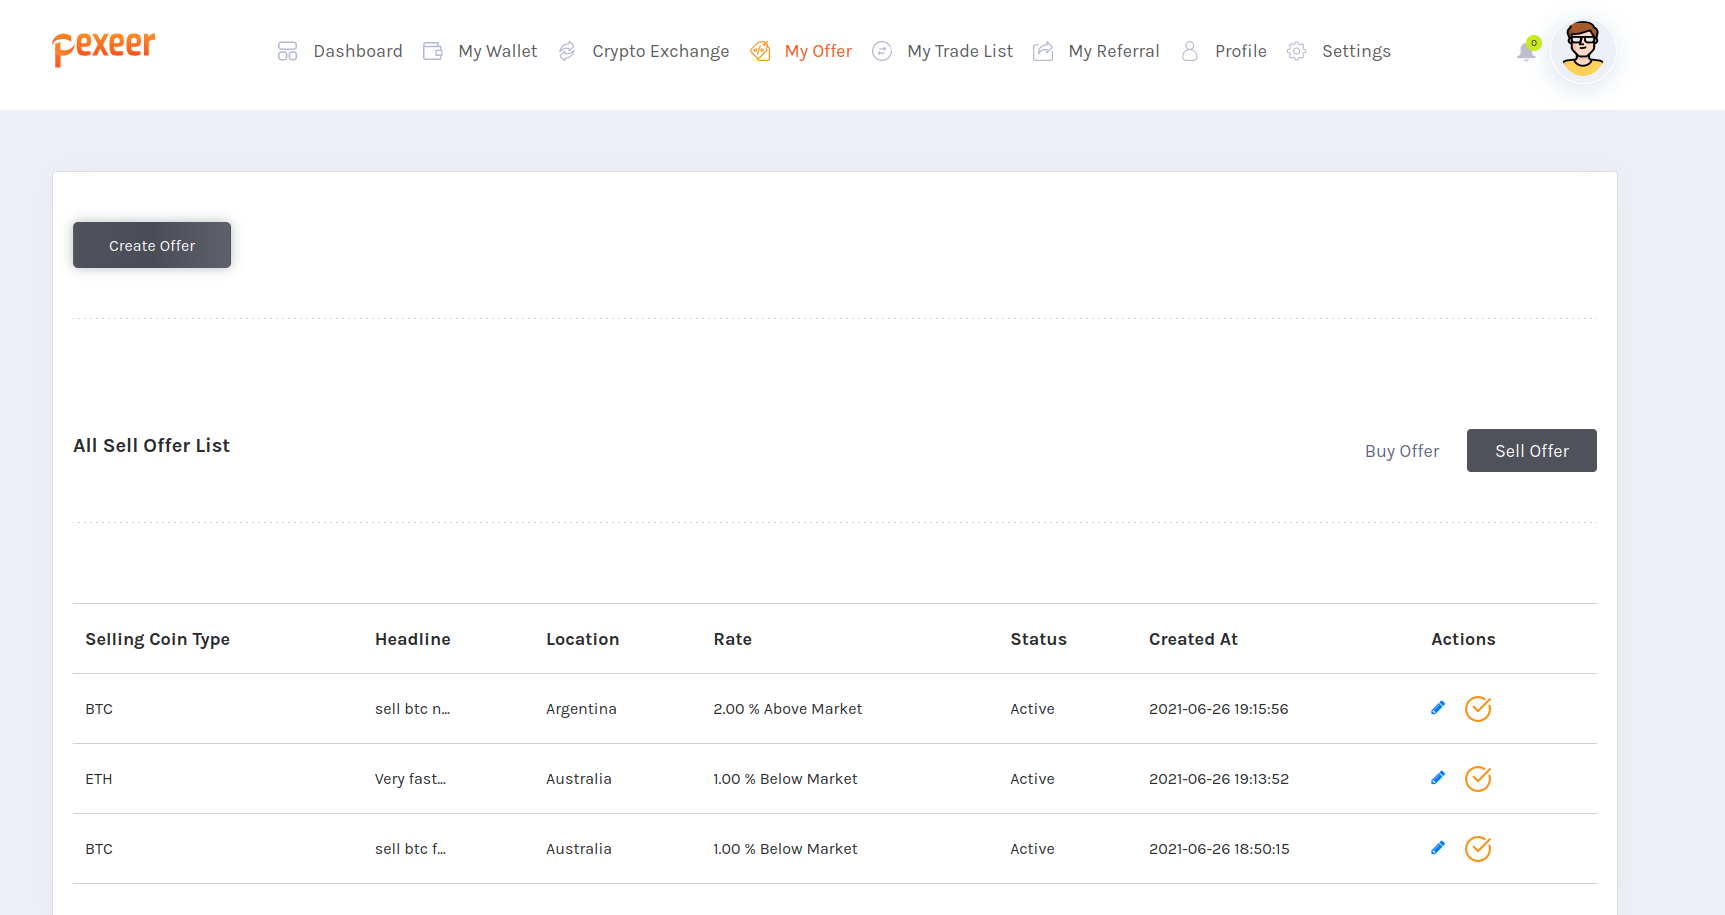 pexeer
Dashboard My Wallet Crypto Exchange My Offer My Trade List My Referral Profile Settings 0
Create Offer
All Sell Offer List
Buy Offer Sell Offer
Selling Coin Type Headline Location Rate Status Created At Actions
BTC sell btc n... Argentina 2.00 % Above Market Active 2021-06-26 19:15:56
ETH Very fast... Australia 1.00 % Below Market Active 2021-06-26 19:13:52
BTC sell btc f... Australia 1.00 % Below Market Active 2021-06-26 18:50:15